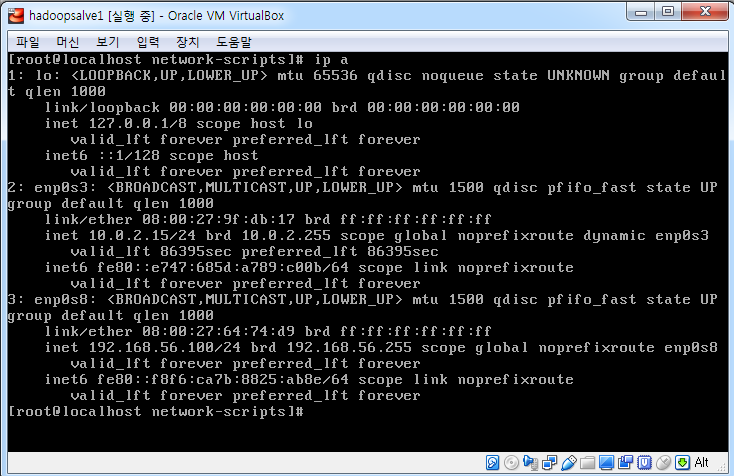 hadoopsalve1 [실행 중] - Oracle VM VirtualBox
파일 머신 보기 입력 장치 도움말
[root@localhost network-scripts]# ip a
1: lo: <LOOPBACK,UP,LOWER_UP> mtu 65536 qdisc noqueue state UNKNOWN group defaul
t qlen 1000
    link/loopback 00:00:00:00:00:00 brd 00:00:00:00:00:00
    inet 127.0.0.1/8 scope host lo
       valid_lft forever preferred_lft forever
    inet6 ::1/128 scope host
       valid_lft forever preferred_lft forever
2: enp0s3: <BROADCAST,MULTICAST,UP,LOWER_UP> mtu 1500 qdisc pfifo_fast state UP
group default qlen 1000
    link/ether 08:00:27:9f:db:17 brd ff:ff:ff:ff:ff:ff
    inet 10.0.2.15/24 brd 10.0.2.255 scope global noprefixroute dynamic enp0s3
       valid_lft 86395sec preferred_lft 86395sec
    inet6 fe80::e747:685d:a789:c00b/64 scope link noprefixroute
       valid_lft forever preferred_lft forever
3: enp0s8: <BROADCAST,MULTICAST,UP,LOWER_UP> mtu 1500 qdisc pfifo_fast state UP
group default qlen 1000
    link/ether 08:00:27:64:74:d9 brd ff:ff:ff:ff:ff:ff
    inet 192.168.56.100/24 brd 192.168.56.255 scope global noprefixroute enp0s8
       valid_lft forever preferred_lft forever
    inet6 fe80::f8f6:ca7b:8825:ab8e/64 scope link noprefixroute
       valid_lft forever preferred_lft forever
[root@localhost network-scripts]#
Alt